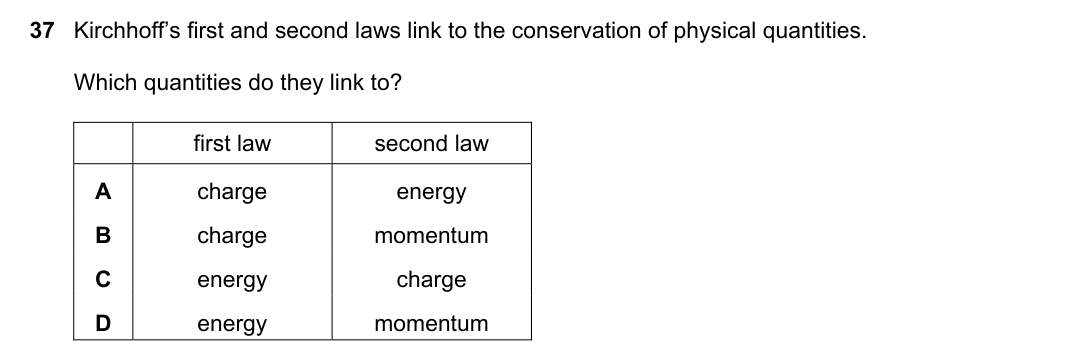 37 Kirchhoff's first and second laws link to the conservation of physical quantities.
Which quantities do they link to?
first law second law
A charge energy
B charge momentum
C energy charge
D energy momentum